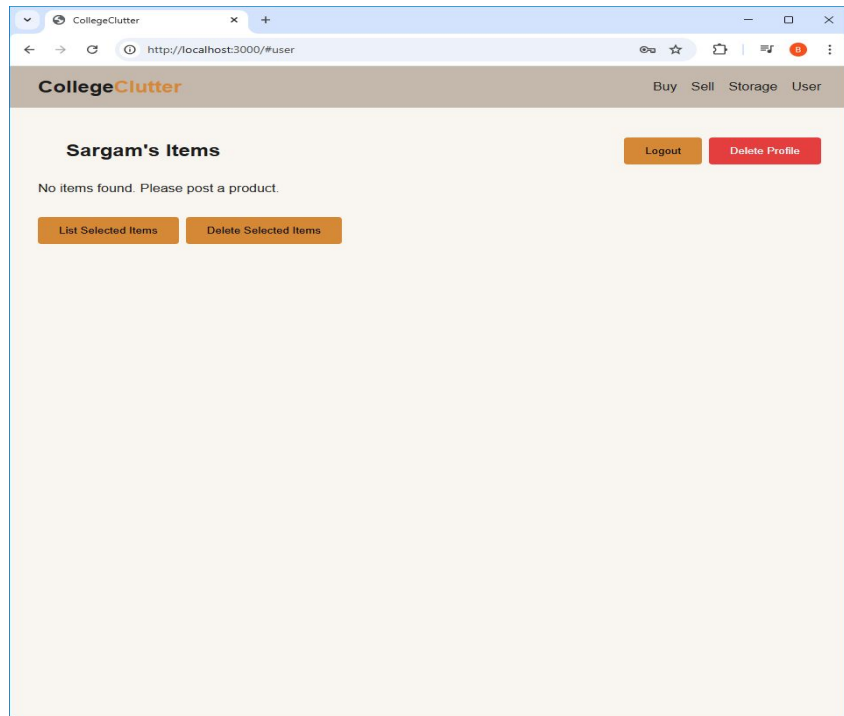 CollegeClutter
http://localhost:3000/#user
B
CollegeClutter
Buy Sell Storage User
Sargam's Items
Logout
Delete Profile
No items found. Please post a product.
List Selected Items
Delete Selected Items